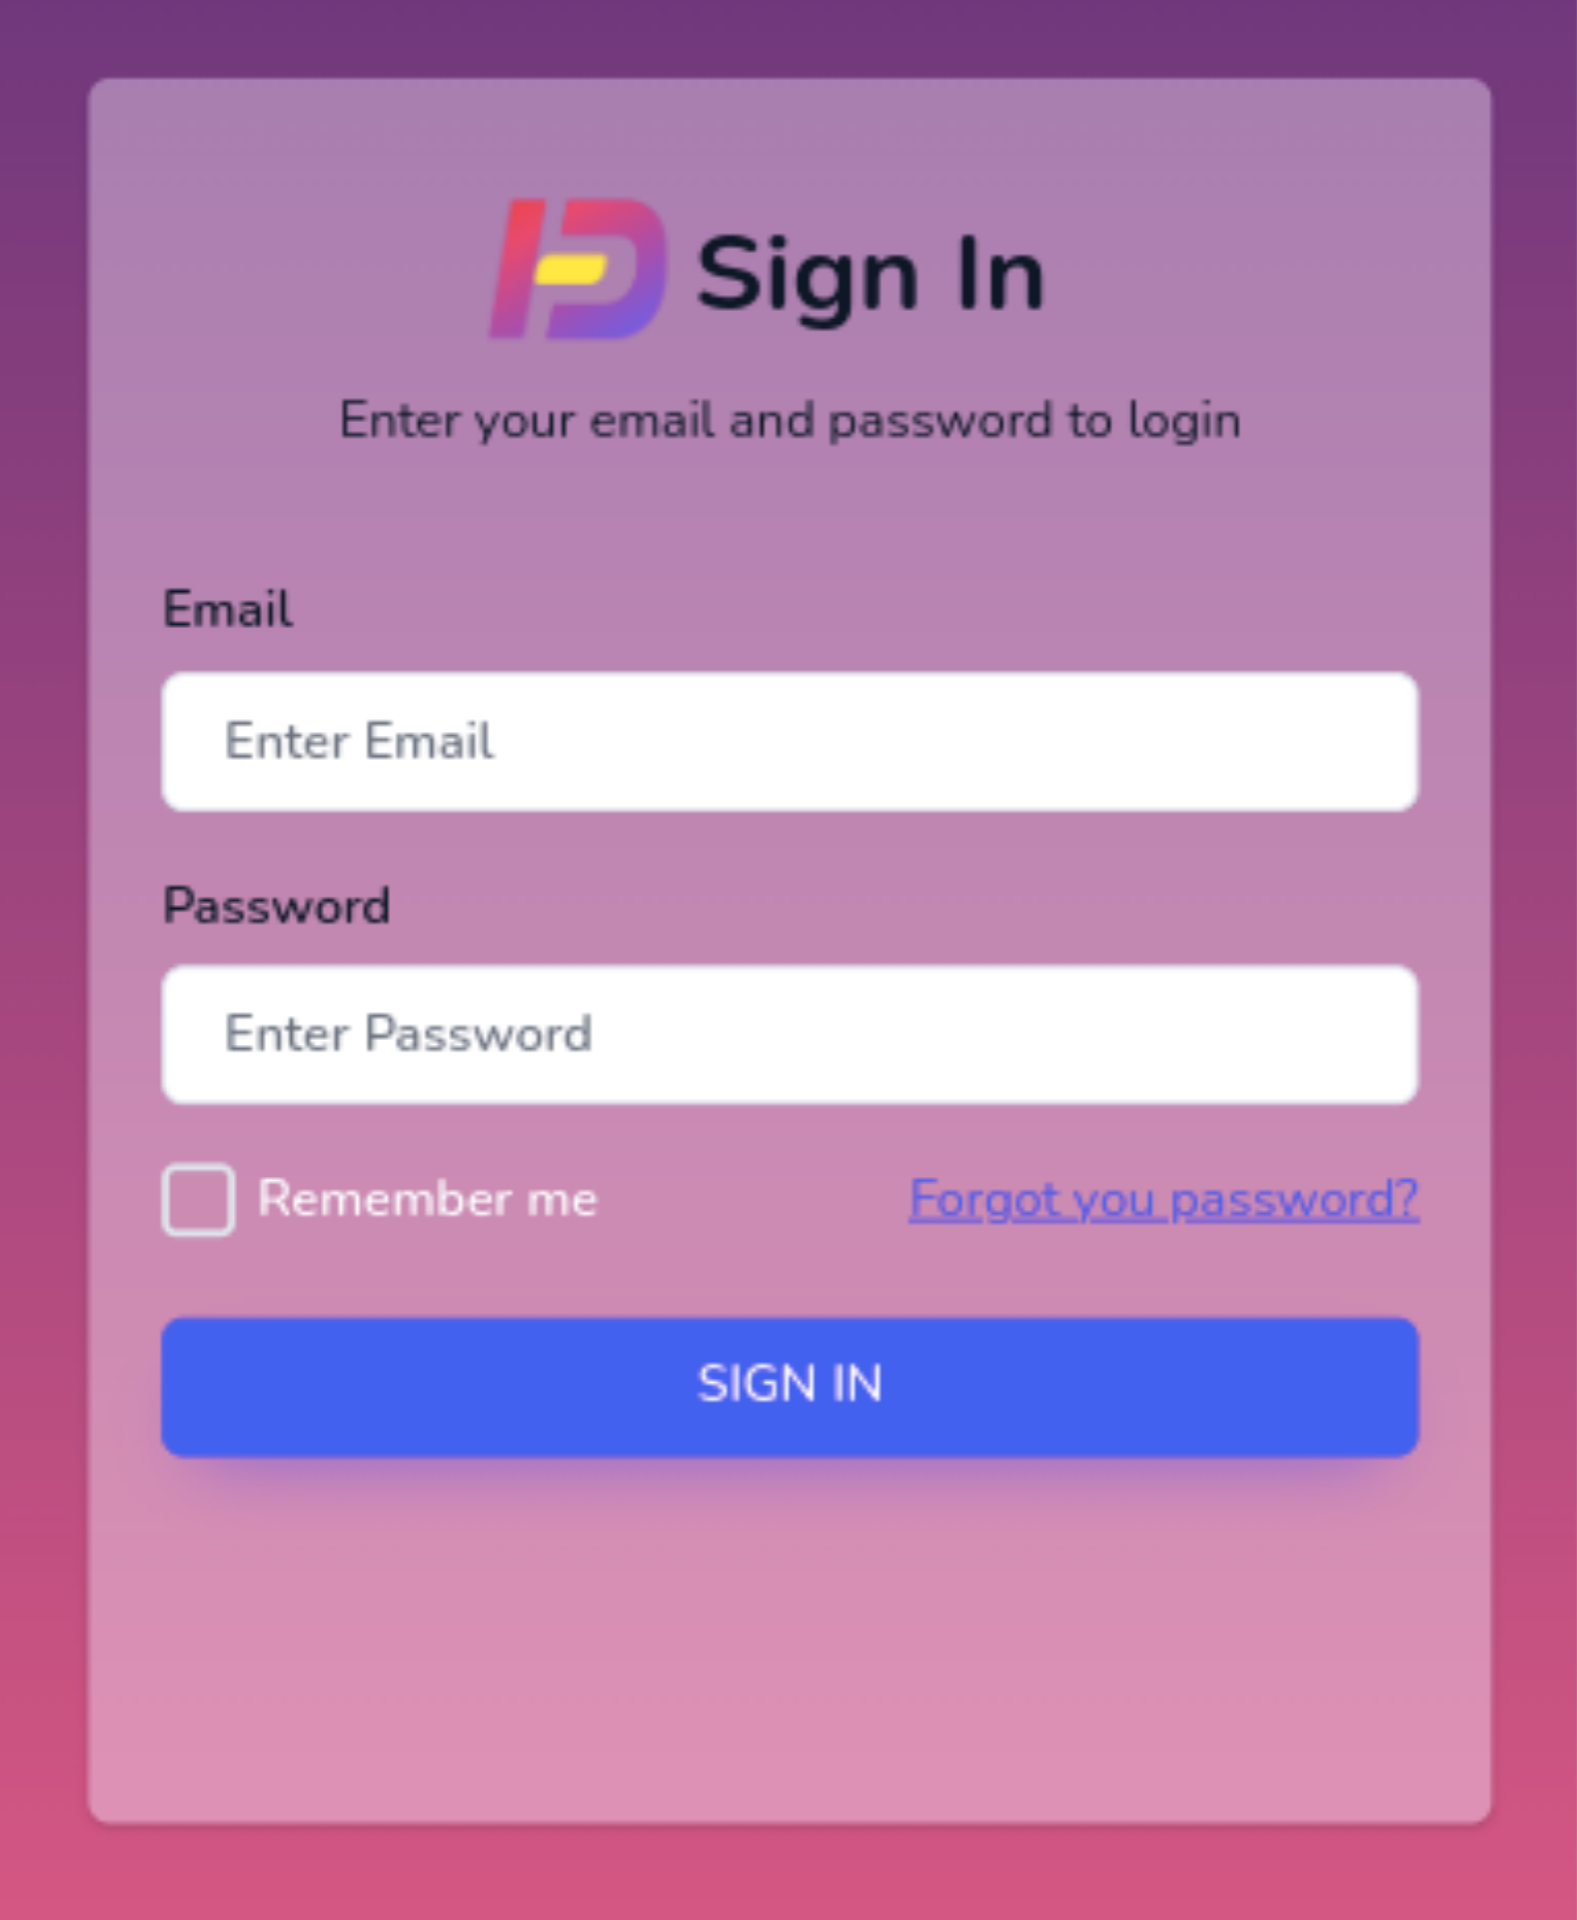 Sign In
Enter your email and password to login
Email
Enter Email
Password
Enter Password
Remember me
Forgot you password?
SIGN IN